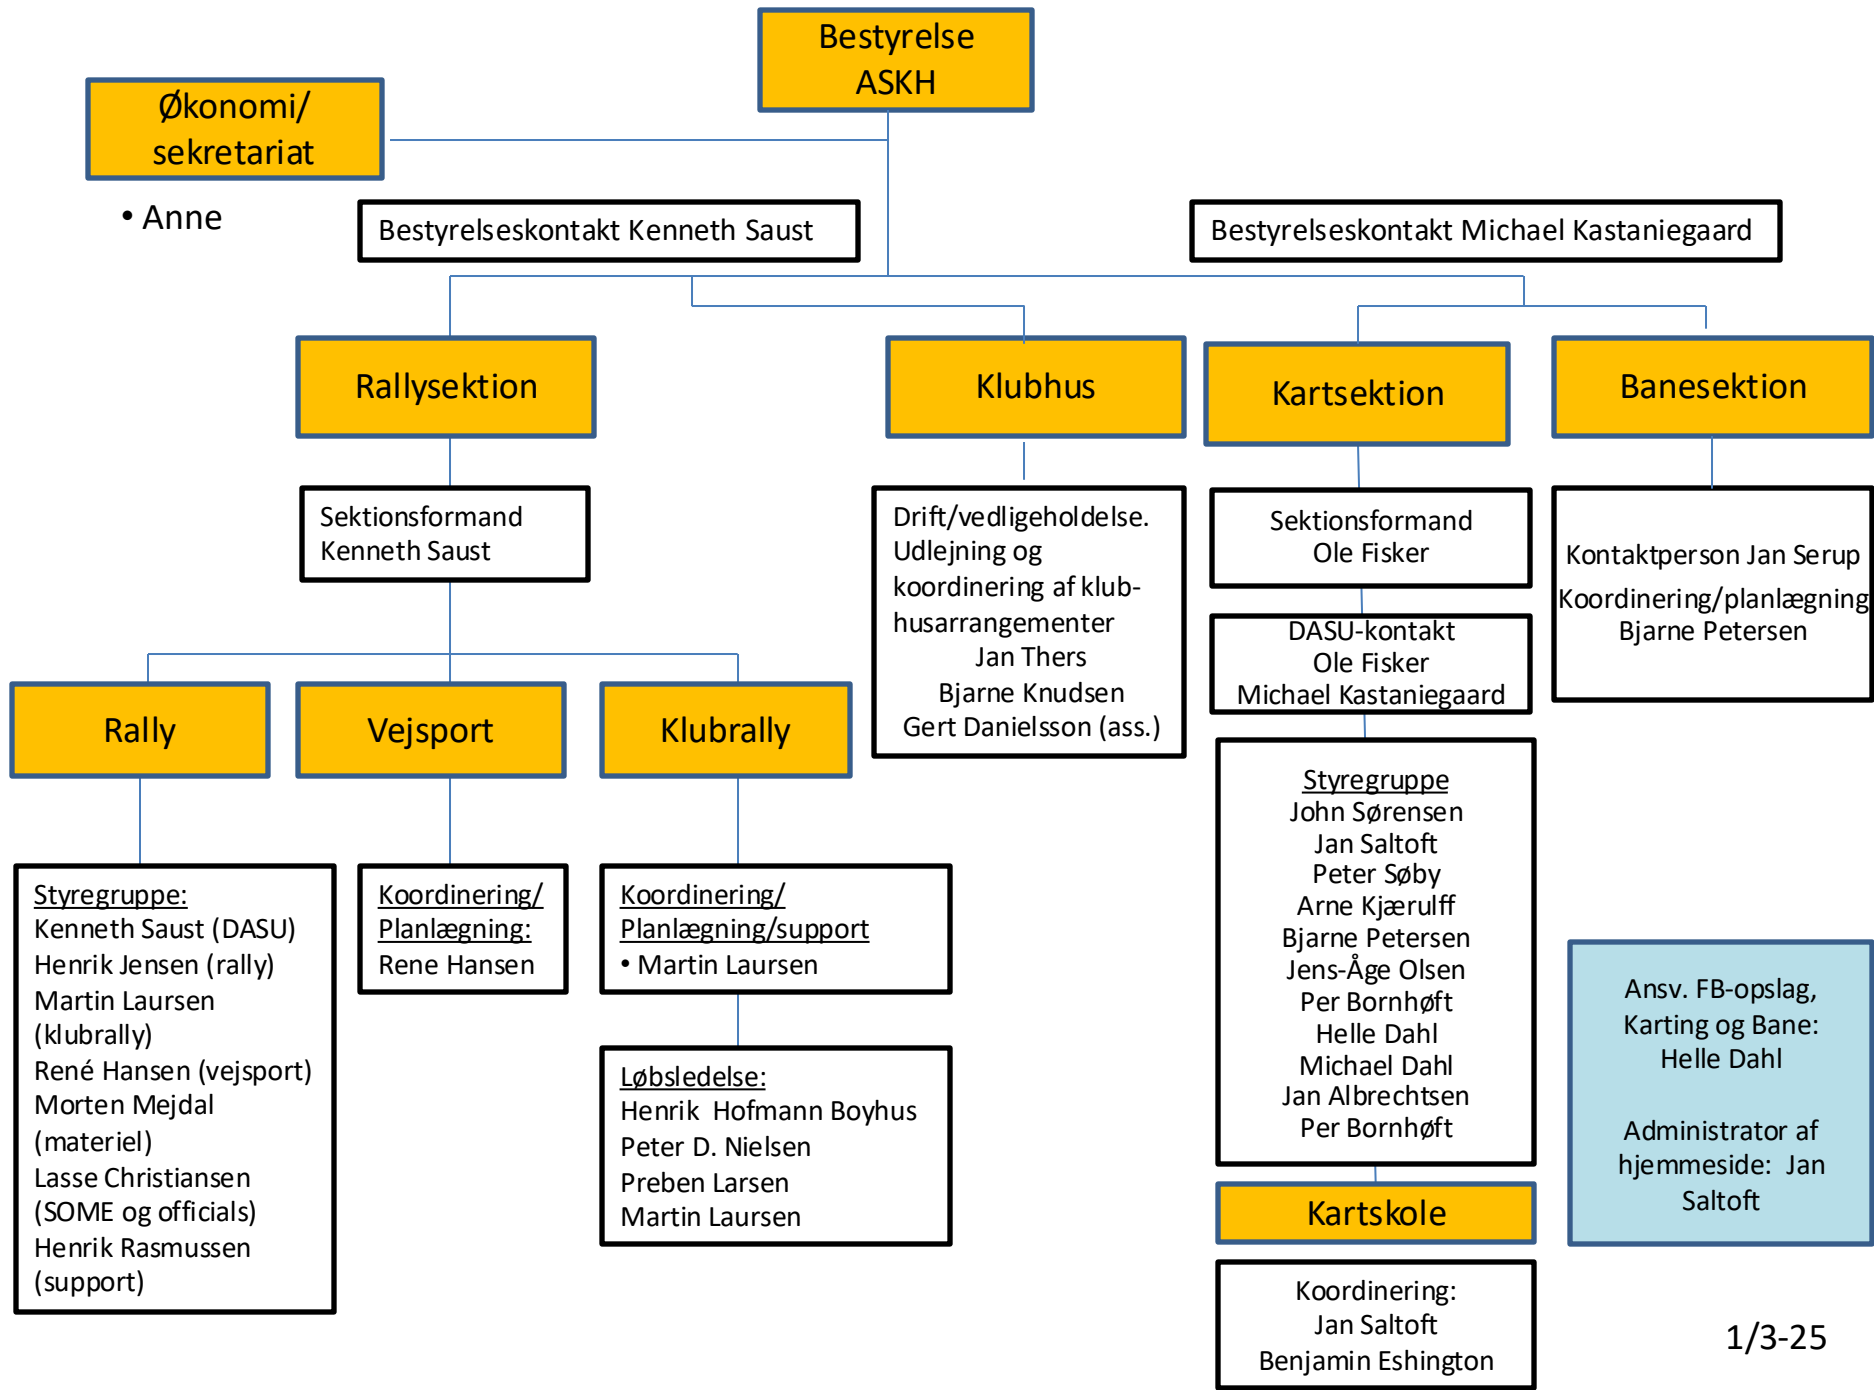 Bestyrelse
ASKH
Økonomi/
sekretariat
• Anne
Bestyrelseskontakt Kenneth Saust
Bestyrelseskontakt Michael Kastaniegaard
Rallysektion
Klubhus
Kartsektion
Banesektion
Sektionsformand
Kenneth Saust
Drift/vedligeholdelse.
Udlejning og
koordinering af klub-
husarrangementer
Jan Thers
Bjarne Knudsen
Gert Danielsson (ass.)
Sektionsformand
Ole Fisker
DASU-kontakt
Ole Fisker
Michael Kastaniegaard
Kontaktperson Jan Serup
Koordinering/planlægning
Bjarne Petersen
Rally
Vejsport
Klubrally
Styregruppe:
Kenneth Saust (DASU)
Henrik Jensen (rally)
Martin Laursen
(klubrally)
René Hansen (vejsport)
Morten Mejdal
(materiel)
Lasse Christiansen
(SOME og officials)
Henrik Rasmussen
(support)
Koordinering/
Planlægning:
Rene Hansen
Koordinering/
Planlægning/support
• Martin Laursen
Løbsledelse:
Henrik  Hofmann Boyhus
Peter D. Nielsen
Preben Larsen
Martin Laursen
Styregruppe
John Sørensen
Jan Saltoft
Peter Søby
Arne Kjærulff
Bjarne Petersen
Jens-Åge Olsen
Per Bornhøft
Helle Dahl
Michael Dahl
Jan Albrechtsen
Per Bornhøft
Kartskole
Koordinering:
Jan Saltoft
Benjamin Eshington
Ansv. FB-opslag,
Karting og Bane:
Helle Dahl
Administrator af
hjemmeside:  Jan
Saltoft
1/3-25